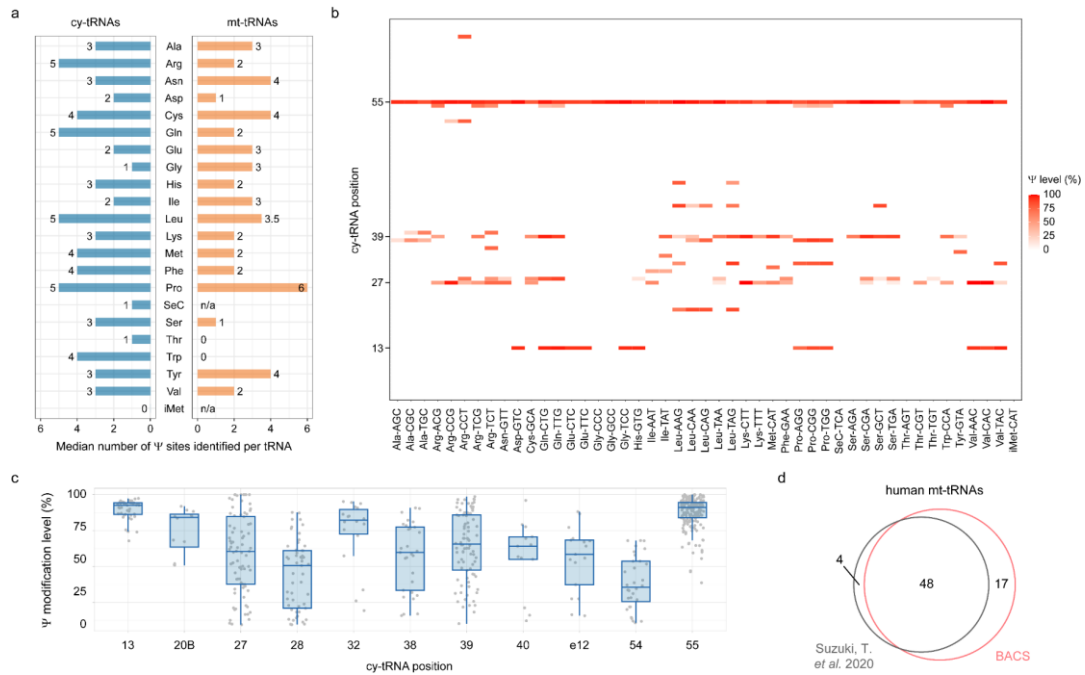 a
cy-tRNAs mt-tRNAs
3 Ala 3
5 Arg 2
3 Asn 4
2 Asp 1
4 Cys 4
5 Gln 2
2 Glu 3
1 Gly 3
3 His 2
2 Ile 3
5 Leu 3.5
3 Lys 2
4 Met 2
4 Phe 2
5 Pro 6
1 SeC n/a
3 Ser 1
1 Thr 0
4 Trp 0
3 Tyr 4
3 Val 2
0 iMet n/a
6 4 2 0 0 2 4 6
Median number of Ψ sites identified per tRNA
b
cy-tRNA position
55
39
27
13
Ala-AGC
Ala-CGC
Ala-TGC
Arg-ACG
Arg-CCG
Arg-CCT
Arg-TCG
Arg-TCT
Asn-GTT
Asp-GTC
Cys-GCA
Gln-CTG
Gln-TTG
Glu-CTC
Glu-TTC
Gly-CCC
Gly-GCC
Gly-TCC
His-GTG
Ile-AAT
Ile-TAT
Leu-AAG
Leu-CAA
Leu-CAG
Leu-TAA
Leu-TAG
Lys-CTT
Lys-TTT
Met-CAT
Phe-GAA
Pro-AGG
Pro-CGG
Pro-TGG
SeC-TCA
Ser-AGA
Ser-CGA
Ser-GCT
Ser-TGA
Thr-AGT
Thr-CGT
Thr-TGT
Trp-CCA
Tyr-GTA
Val-AAC
Val-CAC
Val-TAC
iMet-CAT
Ψ level (%)
100
75
50
25
0
c
Ψ modification level (%)
100
75
50
25
0
13 20B 27 28 32 38 39 40 e12 54 55
cy-tRNA position
d
human mt-tRNAs
4 48 17
Suzuki, T.
et al. 2020
BACS